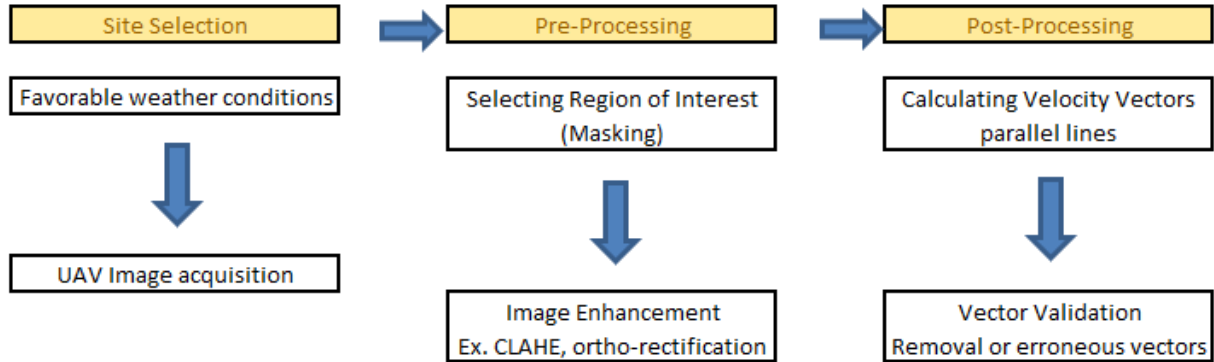 Site Selection
Favorable weather conditions
UAV Image acquisition
Pre-Processing
Selecting Region of Interest
(Masking)
Image Enhancement
Ex. CLAHE, ortho-rectification
Post-Processing
Calculating Velocity Vectors
parallel lines
Vector Validation
Removal or erroneous vectors